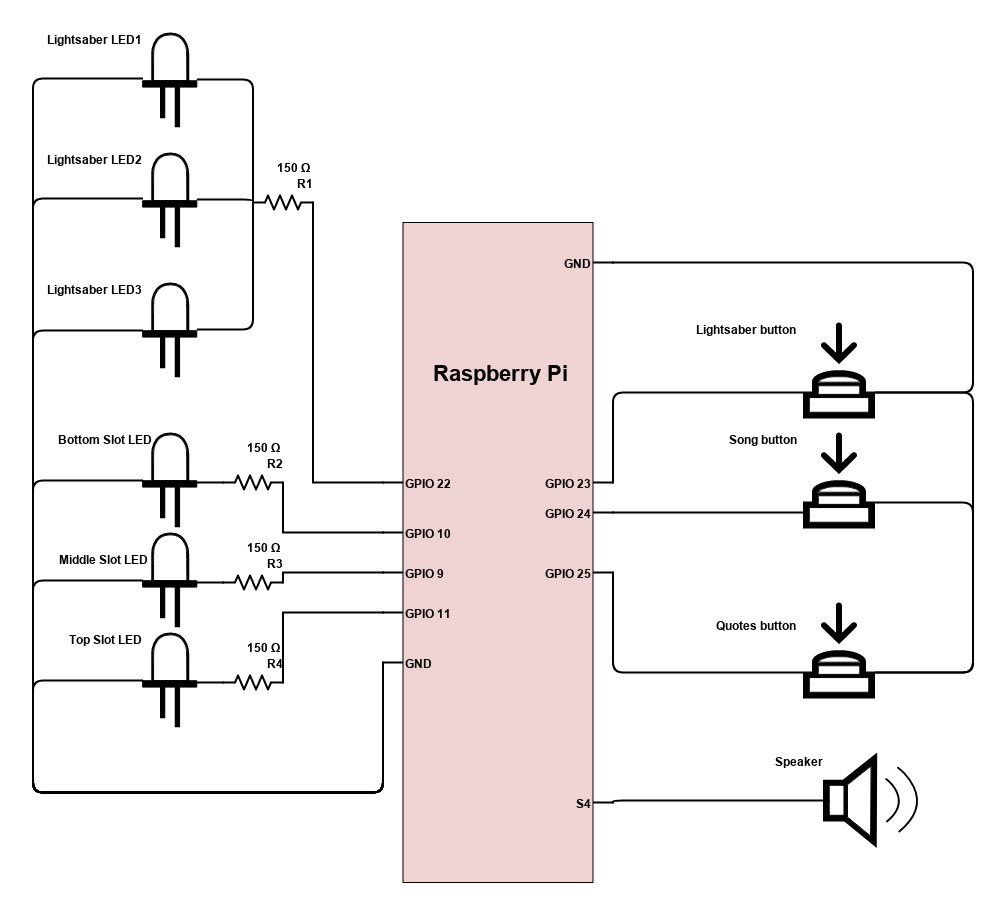 Lightsaber LED1
Lightsaber LED2
150 Ω
R1
Lightsaber LED3
Bottom Slot LED
150 Ω
R2
Middle Slot LED
150 Ω
R3
Top Slot LED
150 Ω
R4
Raspberry Pi
GPIO 22
GPIO 10
GPIO 9
GPIO 11
GND
GND
GPIO 23
GPIO 24
GPIO 25
S4
Lightsaber button
Song button
Quotes button
Speaker